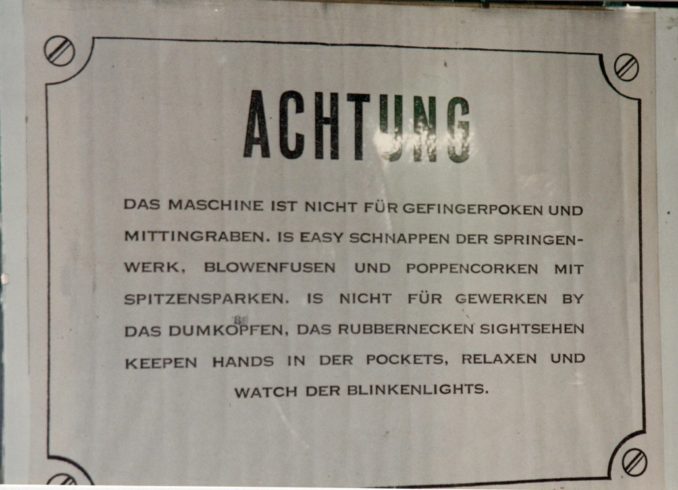 ACHTUNG
DAS MASCHINE IST NICHT FÜR GEFINGERPOKEN UND
MITTINGRABEN. IS EASY SCHNAPPEN DER SPRINGEN-
WERK, BLOWENFUSEN UND POPPENCORKEN MIT
SPITZENSPARKEN. IS NICHT FÜR GEWERKEN BY
DAS DUMKOPFEN, DAS RUBBERNECKEN SIGHTSEHEN
KEEPEN HANDS IN DER POCKETS, RELAXEN UND
WATCH DER BLINKENLIGHTS.